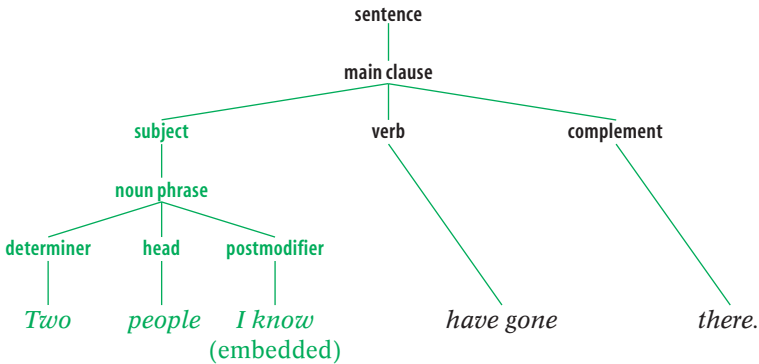 sentence
main clause
subject verb complement
noun phrase
determiner head postmodifier
Two people I know have gone there.
(embedded)